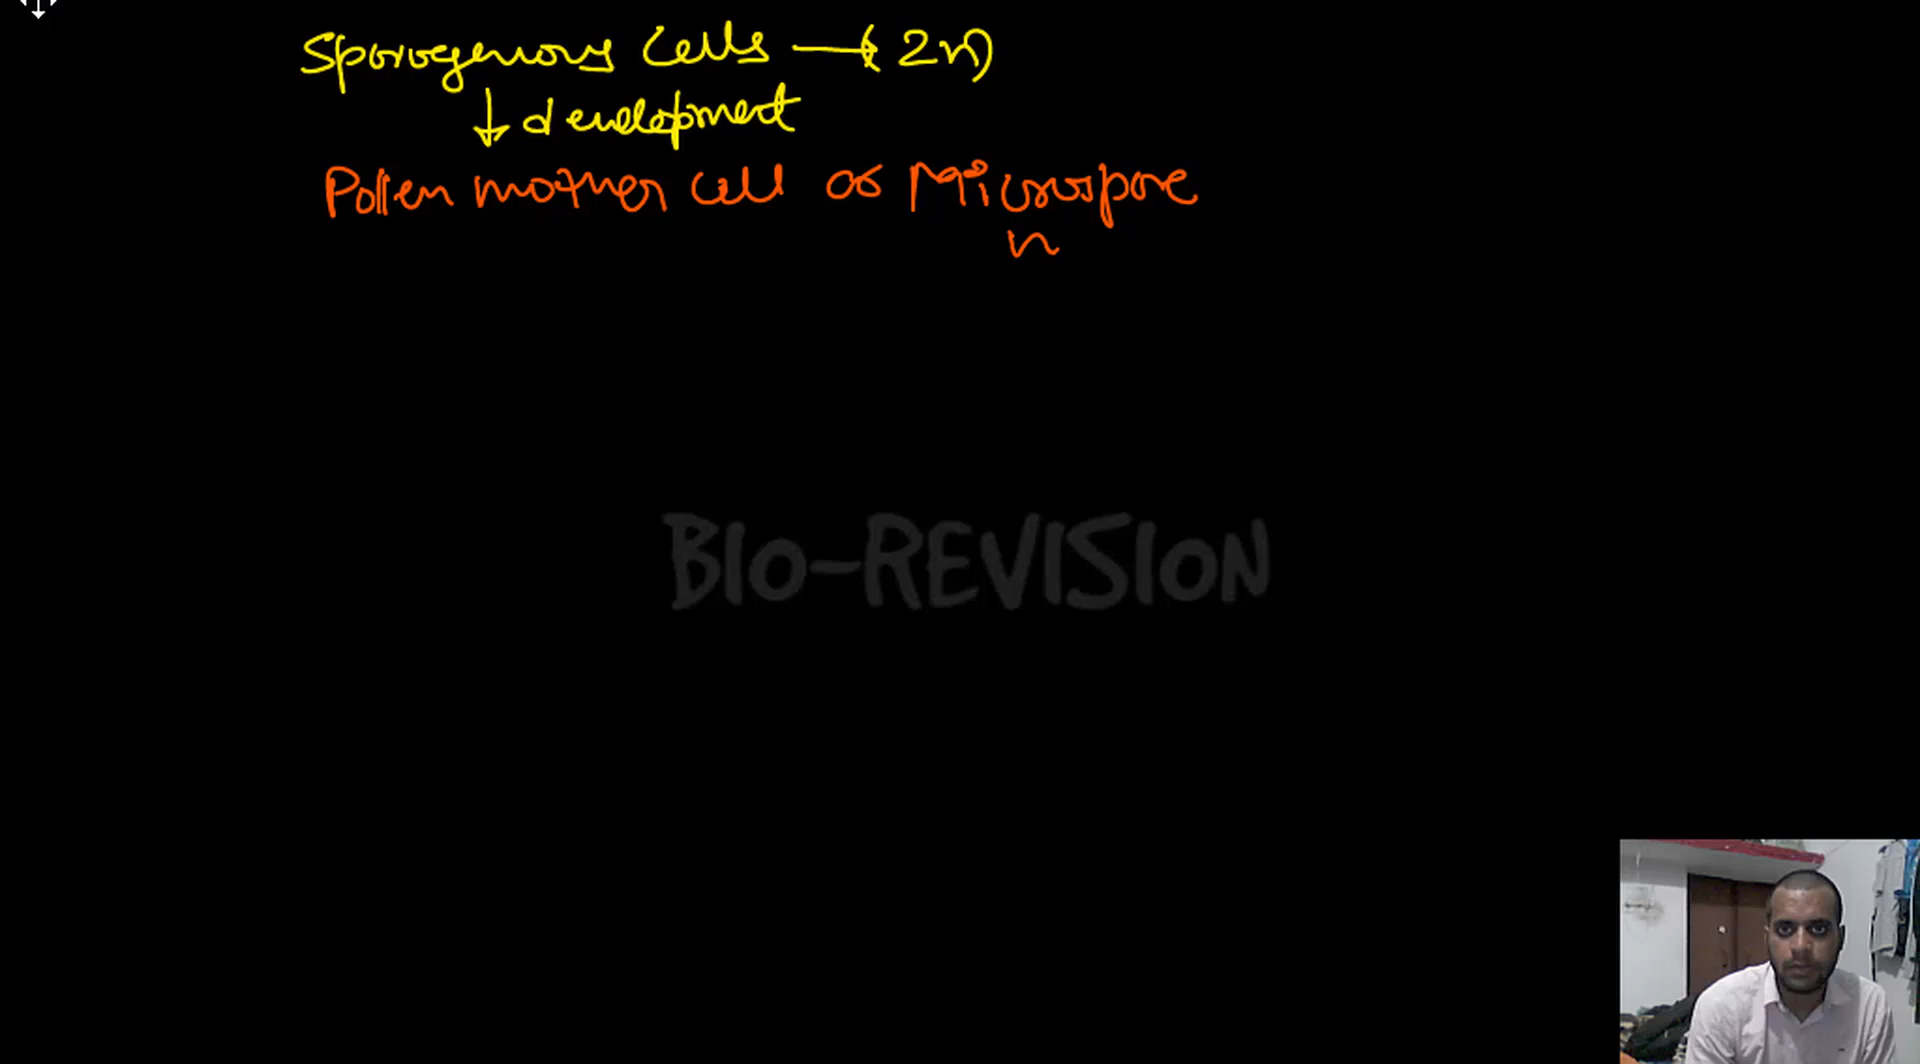 Sporogenous Cells → (2n)
↓ development
Pollen mother cell or Microspore
m
BIO-REVISION